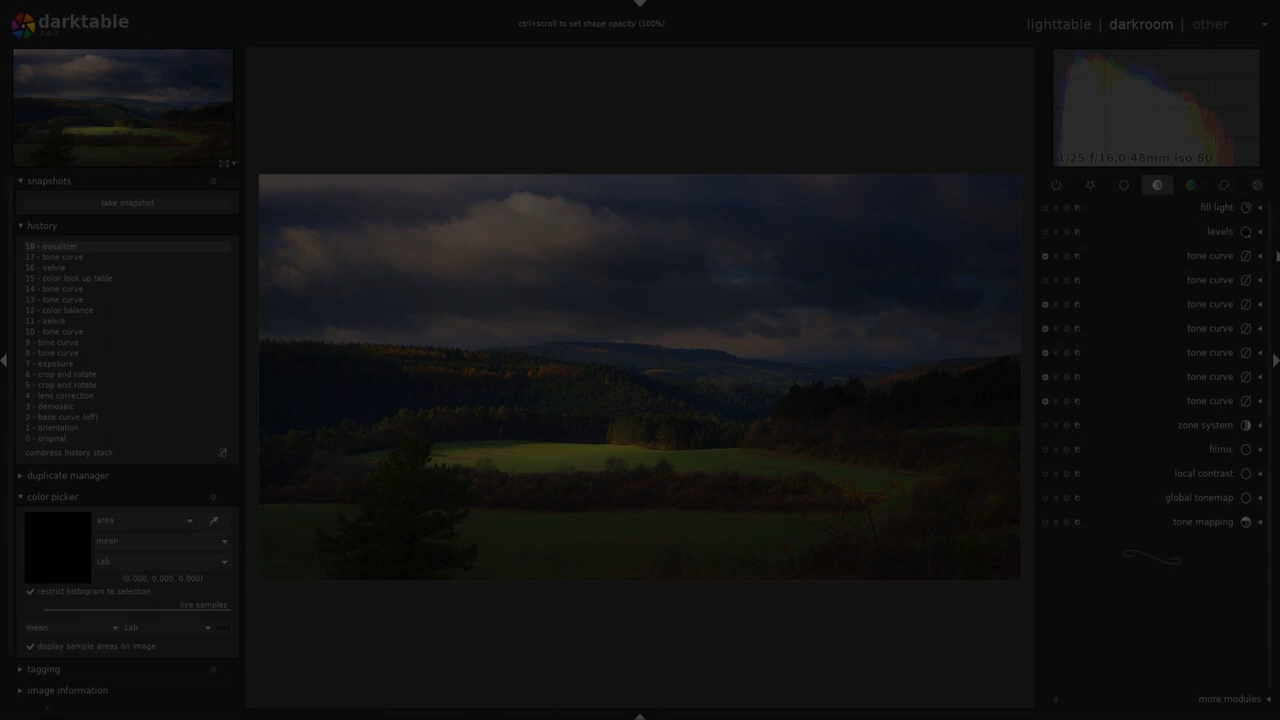 darktable
ctrl+scroll to set shape opacity (100%)
lighttable | darkroom | other
1/25 f/16,0 48mm iso 80
snapshots
take snapshot
history
18 - equalizer
17 - tone curve
16 - velvia
15 - color look up table
14 - tone curve
13 - tone curve
12 - color balance
11 - velvia
10 - tone curve
9 - tone curve
8 - tone curve
7 - exposure
6 - crop and rotate
5 - crop and rotate
4 - lens correction
3 - demosaic
2 - base curve (off)
1 - orientation
0 - original
compress history stack
duplicate manager
color picker
area
mean
Lab
(0,000, 0,000, 0,000)
restrict histogram to selection
live samples
mean Lab add
display sample areas on image
tagging
image information
fill light
levels
tone curve
tone curve
tone curve
tone curve
tone curve
tone curve
tone curve
zone system
filmic
local contrast
global tonemap
tone mapping
more modules